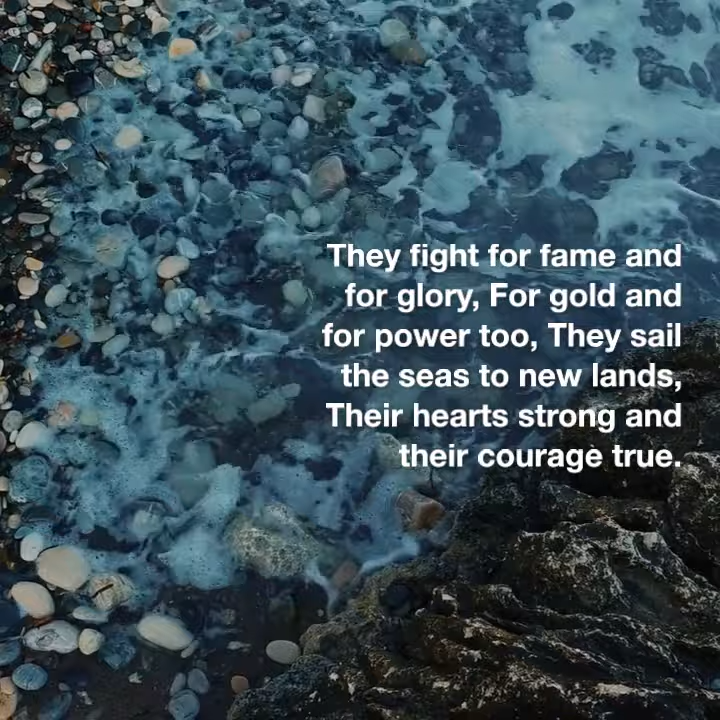 They fight for fame and
for glory, For gold and
for power too, They sail
the seas to new lands,
Their hearts strong and
their courage true.